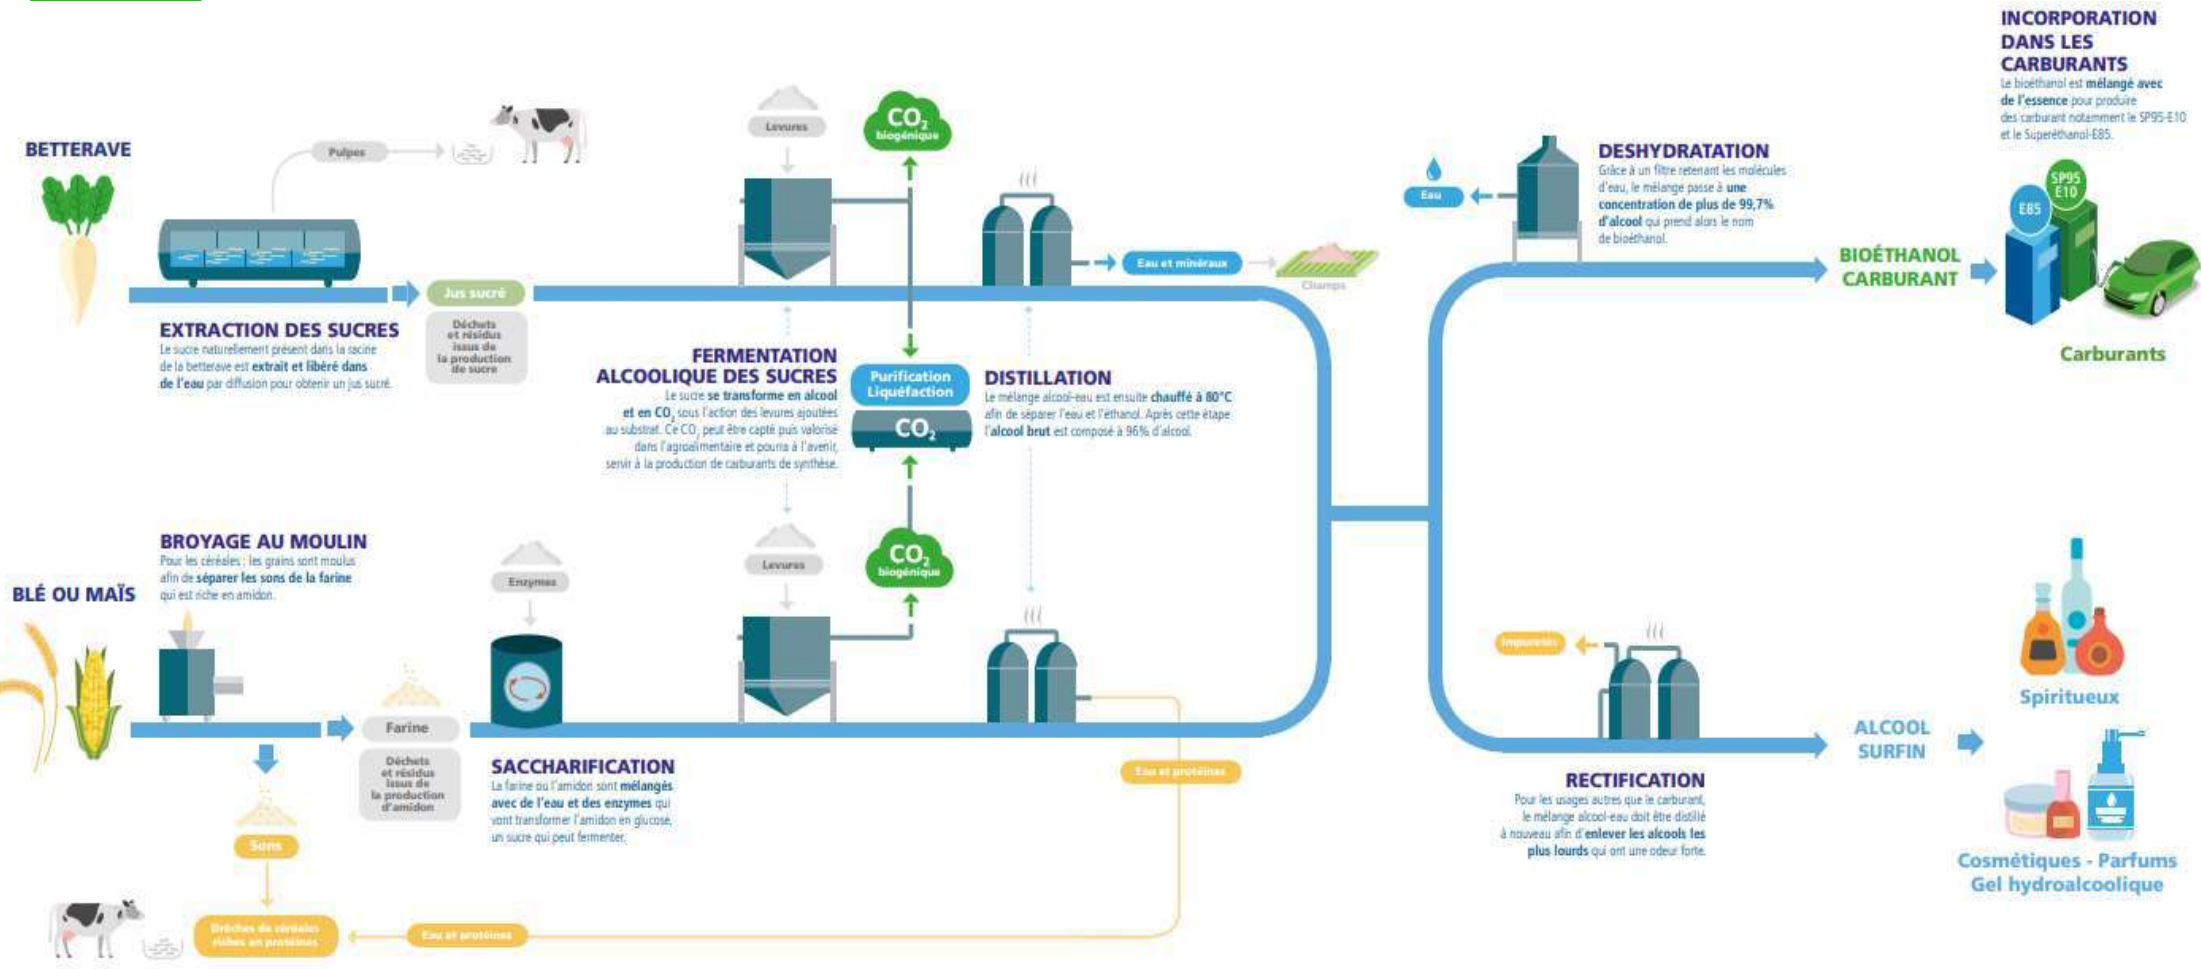 INCORPORATION
DANS LES
CARBURANTS
Le bioéthanol est mélangé avec
de l'essence pour produire
des carburant notamment le SP95-E10
et le Superéthanol-E85.
BETTERAVE
Pulpes
Levures
CO2
biogénique
Eau
DESHYDRATATION
Grâce à un filtre retenant les molécules
d'eau, le mélange passe à une
concentration de plus de 99,7%
d'alcool qui prend alors le nom
de bioéthanol.
SP95
E10
E85
BIOÉTHANOL
CARBURANT
Carburants
Eau et minéraux
Champs
Jus sucré
Déchets
et résidus
issus de
la production
de sucre
EXTRACTION DES SUCRES
Le sucre naturellement présent dans la racine
de la betterave est extrait et libéré dans
de l'eau par diffusion pour obtenir un jus sucré.
FERMENTATION
ALCOOLIQUE DES SUCRES
Le sucre se transforme en alcool
et en CO2 sous l'action des levures ajoutées
au substrat. Ce CO2 peut être capté puis valorisé
dans l'agroalimentaire et pourra à l'avenir,
servir à la production de carburants de synthèse.
Purification
Liquéfaction
CO2
DISTILLATION
Le mélange alcool-eau est ensuite chauffé à 80°C
afin de séparer l'eau et l'éthanol. Après cette étape
l'alcool brut est composé à 96% d'alcool.
BROYAGE AU MOULIN
Pour les céréales : les grains sont moulus
afin de séparer les sons de la farine
qui est riche en amidon.
BLÉ OU MAÏS
Enzymes
Levures
CO2
biogénique
Impuretés
Spiritueux
Farine
Déchets
et résidus
issus de
la production
d'amidon
SACCHARIFICATION
La farine ou l'amidon sont mélangés
avec de l'eau et des enzymes qui
vont transformer l'amidon en glucose,
un sucre qui peut fermenter.
Eau et protéines
ALCOOL
SURFIN
RECTIFICATION
Pour les usages autres que le carburant,
le mélange alcool-eau doit être distillé
à nouveau afin d'enlever les alcools les
plus lourds qui ont une odeur forte.
Cosmétiques - Parfums
Gel hydroalcoolique
Sons
Drêches de céréales
riches en protéines
Eau et protéines